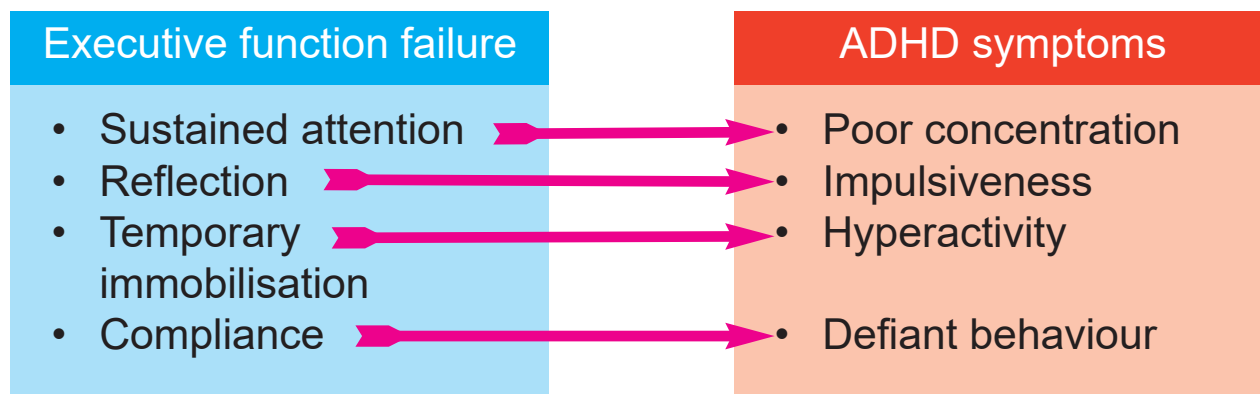 Executive function failure
• Sustained attention
• Reflection
• Temporary
immobilisation
• Compliance
ADHD symptoms
• Poor concentration
• Impulsiveness
• Hyperactivity
• Defiant behaviour